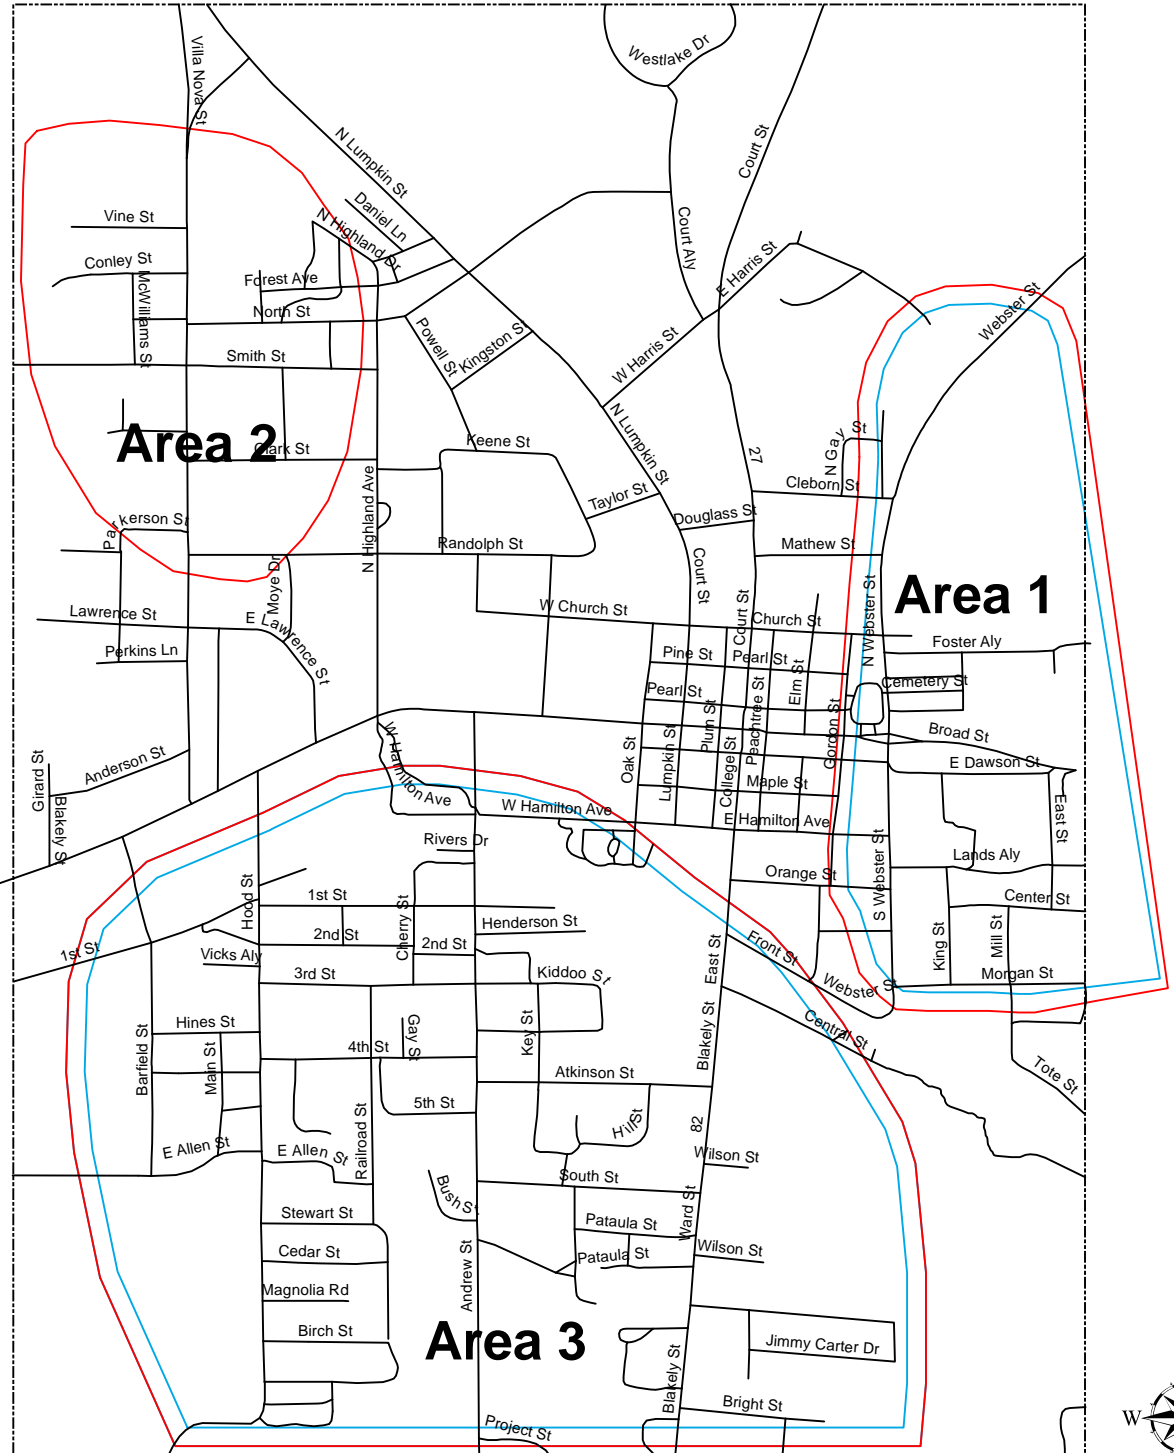 Westlake Dr
Villa Nova St
N Lumpkin St
Court St
Daniel Ln
Vine St
N Highland Dr
Court Aly
E Harris St
Conley St
McWilliams St
Forest Ave
North St
Webster St
Powell St
Kingston St
W Harris St
Smith St
N Lumpkin St
Area 2
Clark St
Keene St
N Gay St
27
Cleborn St
Taylor St
Douglass St
Parkerson St
N Highland Ave
Randolph St
Mathew St
Moye Dr
Court St
Area 1
Lawrence St
E Lawrence St
W Church St
Court St
Church St
N Webster St
Foster Aly
Perkins Ln
Pine St
Pearl St
Elm St
Cemetery St
Pearl St
Plum St
Peachtree St
Gordon St
Broad St
Girard St
Anderson St
W Hamilton Ave
Oak St
Lumpkin St
College St
Maple St
E Dawson St
Blakely St
W Hamilton Ave
E Hamilton Ave
East St
Rivers Dr
Lands Aly
Hood St
Orange St
S Webster St
1st St
Cherry St
Henderson St
Center St
2nd St
2nd St
King St
Mill St
1st St
Vicks Aly
East St
Front St
3rd St
Kiddoo St
Webster St
Morgan St
Hines St
Gay St
Key St
Central St
Barfield St
Main St
4th St
Blakely St
Atkinson St
Tote St
5th St
Railroad St
Hill St
82
E Allen St
E Allen St
Wilson St
South St
Bush St
Stewart St
Pataula St
Ward St
Cedar St
Pataula St
Wilson St
Andrew St
Magnolia Rd
Birch St
Area 3
Jimmy Carter Dr
Blakely St
Bright St
Project St
W